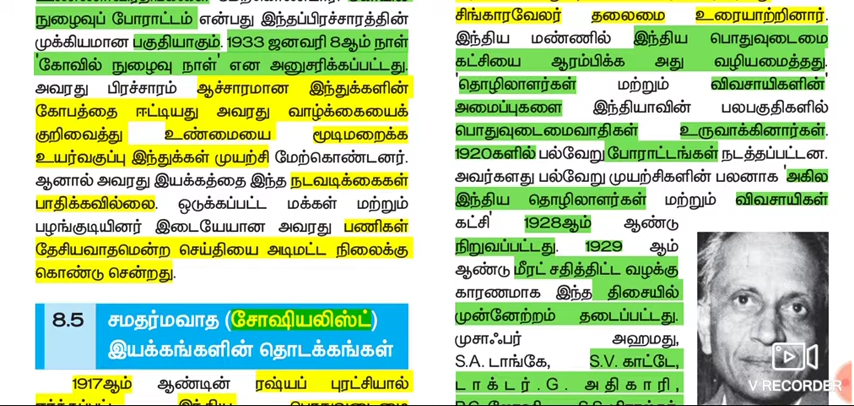 நுழைவுப் போராட்டம் என்பது இந்தப்பிரச்சாரத்தின்
முக்கியமான பகுதியாகும். 1933 ஜனவரி 8ஆம் நாள்
'கோவில் நுழைவு நாள்' என அனுசரிக்கப்பட்டது.
அவரது பிரச்சாரம் ஆச்சாரமான இந்துக்களின்
கோபத்தை ஈட்டியது அவரது வாழ்க்கையைக்
குறிவைத்து உண்மையை மூடிமறைக்க
உயர்வகுப்பு இந்துக்கள் முயற்சி மேற்கொண்டனர்.
ஆனால் அவரது இயக்கத்தை இந்த நடவடிக்கைகள்
பாதிக்கவில்லை. ஒடுக்கப்பட்ட மக்கள் மற்றும்
பழங்குடியினர் இடையேயான அவரது பணிகள்
தேசியவாதமென்ற செய்தியை அடிமட்ட நிலைக்கு
கொண்டு சென்றது.
8.5 சமதர்மவாத (சோஷியலிஸ்ட்)
இயக்கங்களின் தொடக்கங்கள்
1917ஆம் ஆண்டின் ரஷ்யப் புரட்சியால்
சிங்காரவேலர் தலைமை உரையாற்றினார்.
இந்திய மண்ணில் இந்திய பொதுவுடைமை
கட்சியை ஆரம்பிக்க அது வழியமைத்தது.
'தொழிலாளர்கள் மற்றும் விவசாயிகளின்'
அமைப்புகளை இந்தியாவின் பலபகுதிகளில்
பொதுவுடைமைவாதிகள் உருவாக்கினார்கள்.
1920களில் பல்வேறு போராட்டங்கள் நடத்தப்பட்டன.
அவர்களது பல்வேறு முயற்சிகளின் பலனாக 'அகில
இந்திய தொழிலாளர்கள் மற்றும் விவசாயிகள்
கட்சி' 1928ஆம் ஆண்டு
நிறுவப்பட்டது. 1929 ஆம்
ஆண்டு மீரட் சதித்திட்ட வழக்கு
காரணமாக இந்த திசையில்
முன்னேற்றம் தடைப்பட்டது.
முசாஃபர் அஹமது,
S.A. டாங்கே, S.V. காட்டே,
டாக்டர்.G. அதிகாரி,
V RECORDER